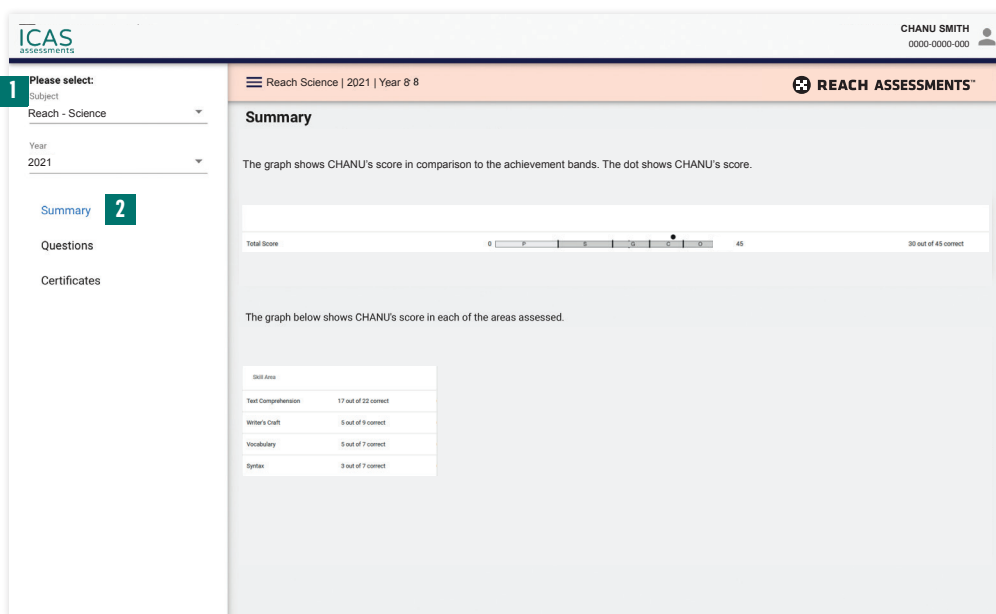 ICAS
assessments
CHANU SMITH
0000-0000-000
1
Please select:
Subject
Reach - Science
Year
2021
Summary
2
Questions
Certificates
Reach Science | 2021 | Year 8 8
REACH ASSESSMENTS™
Summary
The graph shows CHANU's score in comparison to the achievement bands. The dot shows CHANU's score.
Total Score 0 P S G C O 45 30 out of 45 correct
The graph below shows CHANU's score in each of the areas assessed.
Skill Area
Text Comprehension 17 out of 22 correct
Writer's Craft 5 out of 9 correct
Vocabulary 5 out of 7 correct
Syntax 3 out of 7 correct